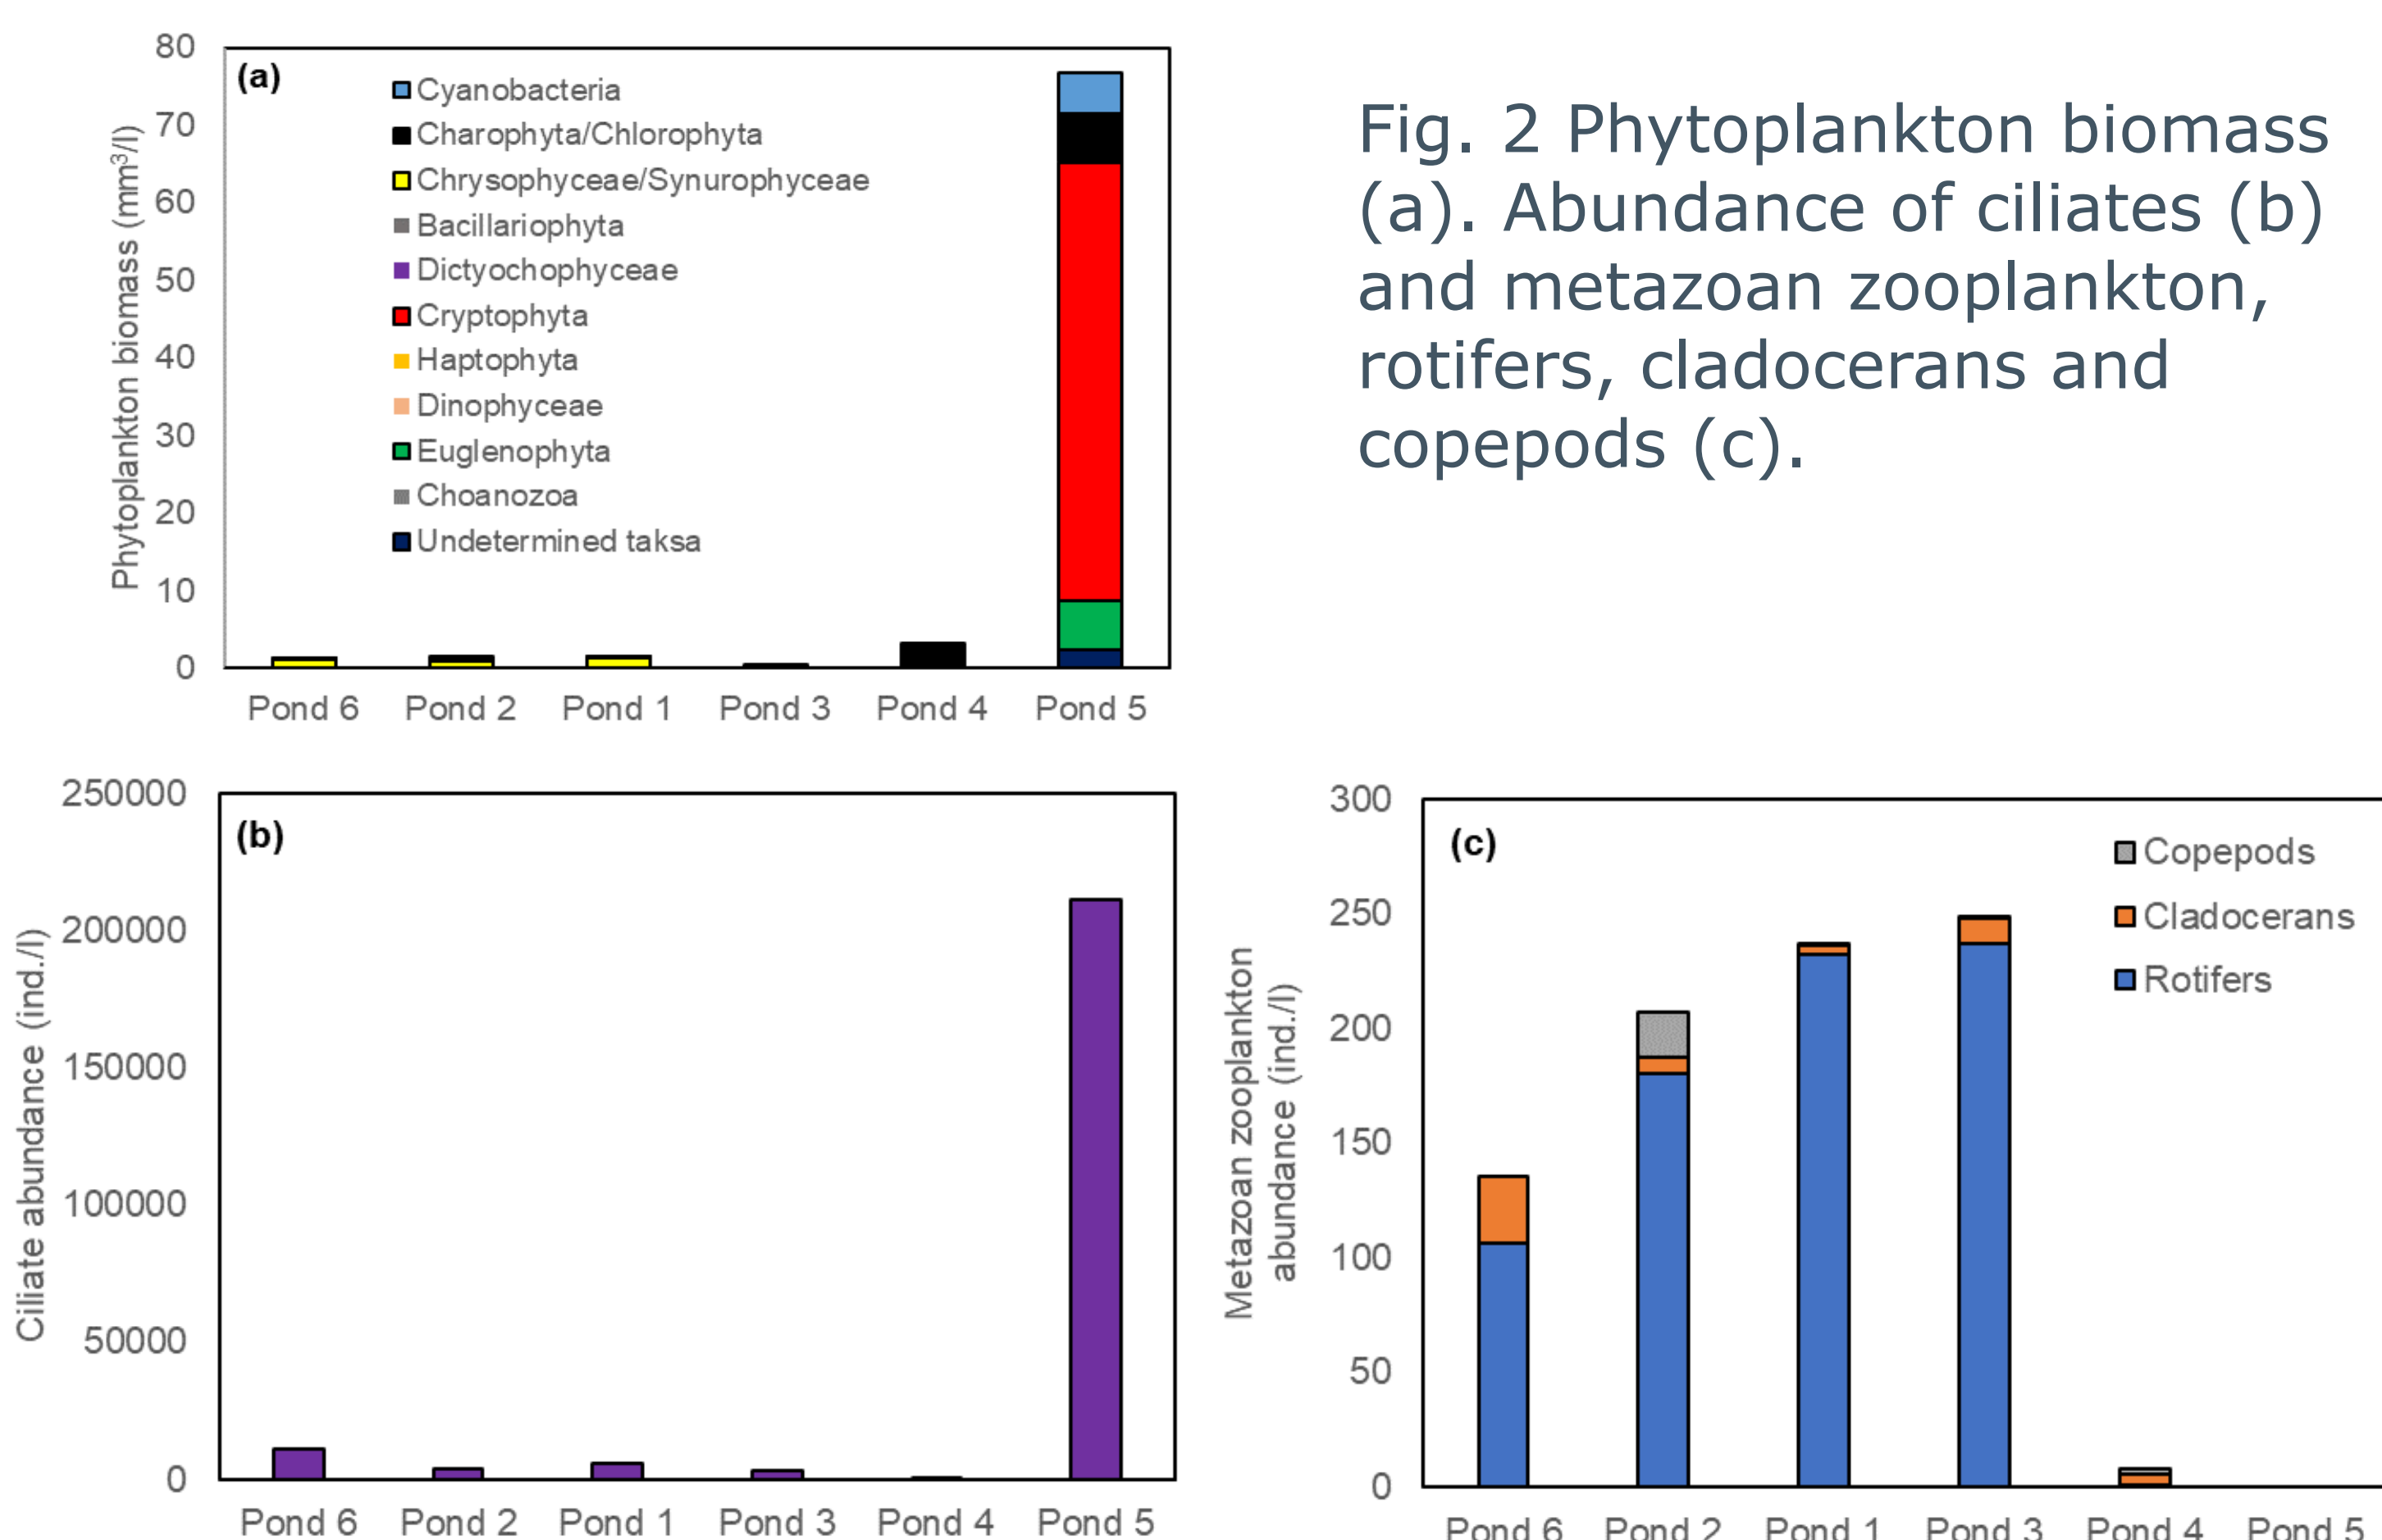 80
70
60
50
40
30
20
10
0
Phytoplankton biomass (mm³/l)
(a)
Cyanobacteria
Charophyta/Chlorophyta
Chrysophyceae/Synurophyceae
Bacillariophyta
Dictyochophyceae
Cryptophyta
Haptophyta
Dinophyceae
Euglenophyta
Choanozoa
Undetermined taksa
Pond 6 Pond 2 Pond 1 Pond 3 Pond 4 Pond 5
Fig. 2 Phytoplankton biomass
(a). Abundance of ciliates (b)
and metazoan zooplankton,
rotifers, cladocerans and
copepods (c).
250000
200000
150000
100000
50000
0
Ciliate abundance (ind./l)
(b)
Pond 6 Pond 2 Pond 1 Pond 3 Pond 4 Pond 5
300
250
200
150
100
50
0
Metazoan zooplankton
abundance (ind./l)
(c)
Copepods
Cladocerans
Rotifers
Pond 6 Pond 2 Pond 1 Pond 3 Pond 4 Pond 5